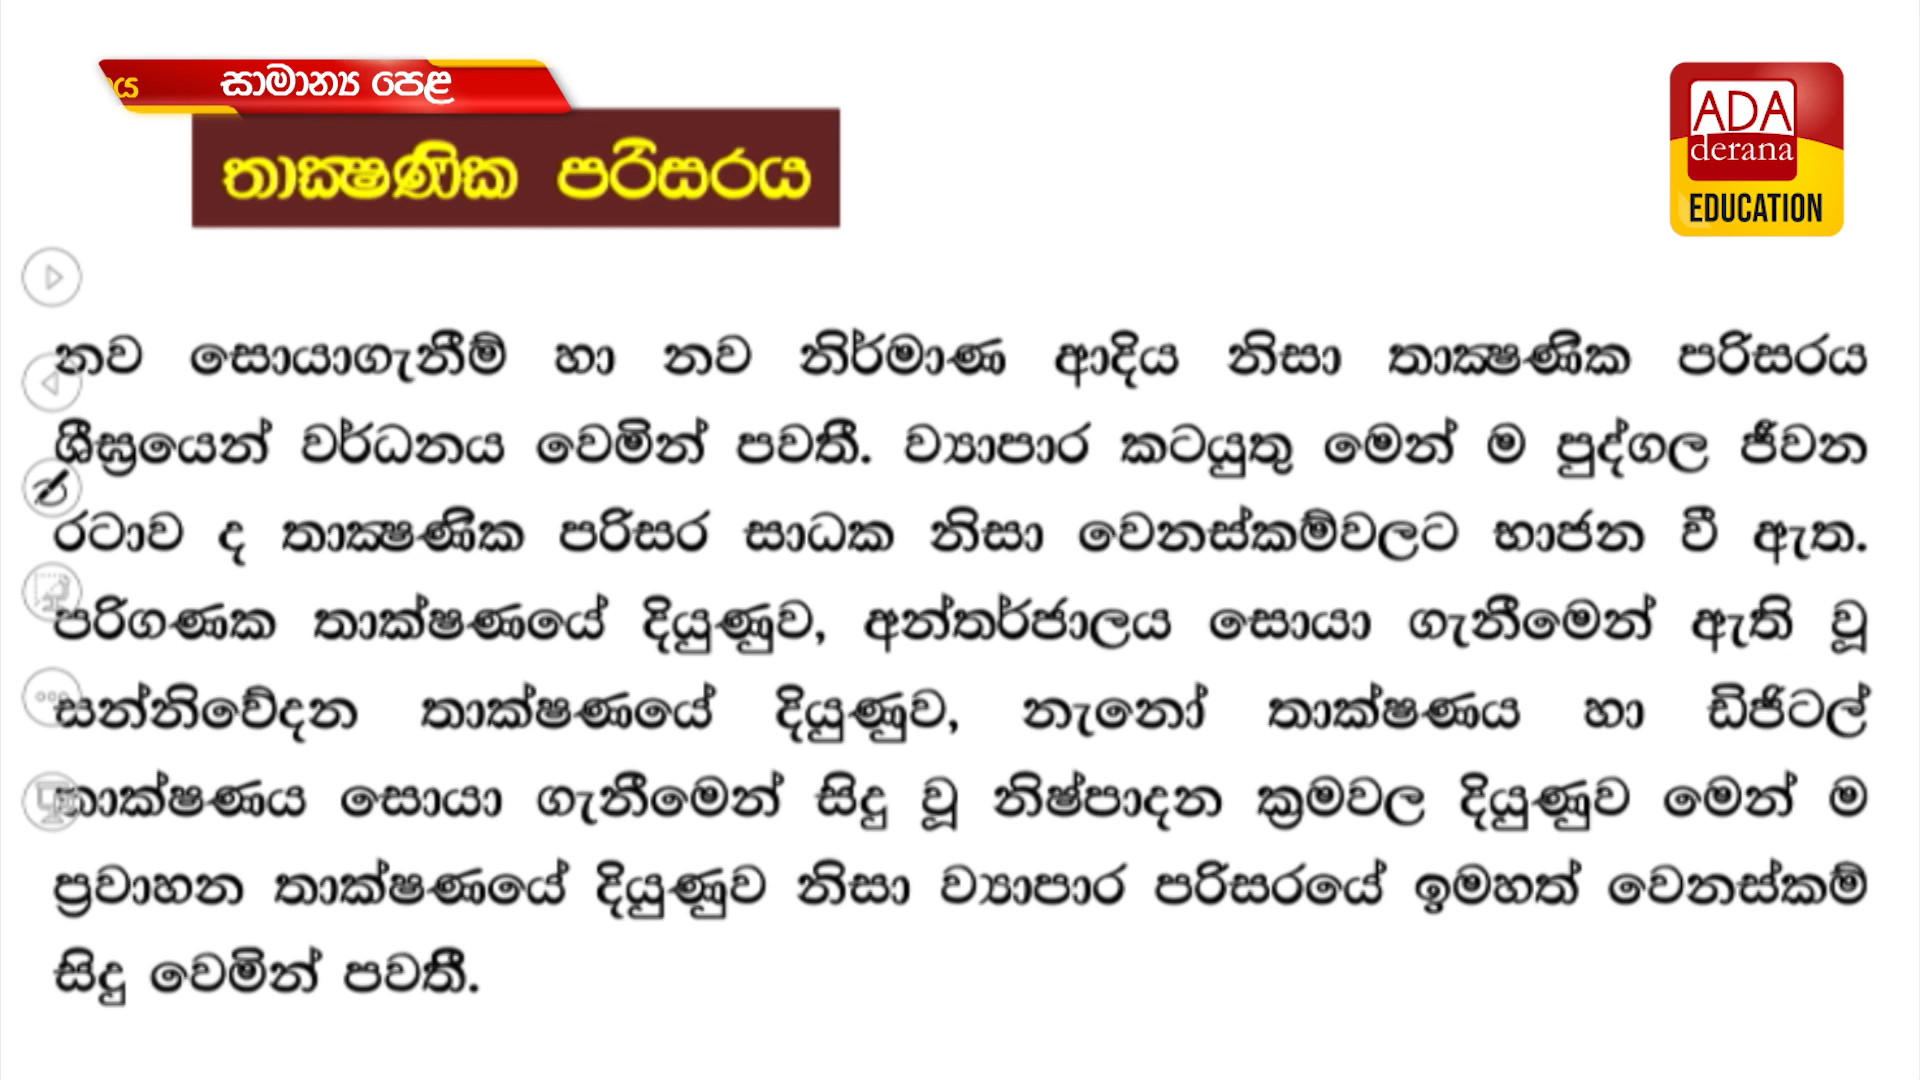 සාමාන්‍ය පෙළ
ADA
derana
EDUCATION
තාක්‍ෂණික පරිසරය
නව සොයාගැනීම් හා නව නිර්මාණ ආදිය නිසා තාක්‍ෂණික පරිසරය
ශීඝ්‍රයෙන් වර්ධනය වෙමින් පවතී. ව්‍යාපාර කටයුතු මෙන් ම පුද්ගල ජීවන
රටාව ද තාක්‍ෂණික පරිසර සාධක නිසා වෙනස්කම්වලට භාජන වී ඇත.
පරිගණක තාක්ෂණයේ දියුණුව, අන්තර්ජාලය සොයා ගැනීමෙන් ඇති වූ
සන්නිවේදන තාක්ෂණයේ දියුණුව, නැනෝ තාක්ෂණය හා ඩිජිටල්
තාක්ෂණය සොයා ගැනීමෙන් සිදු වූ නිෂ්පාදන ක්‍රමවල දියුණුව මෙන් ම
ප්‍රවාහන තාක්ෂණයේ දියුණුව නිසා ව්‍යාපාර පරිසරයේ ඉමහත් වෙනස්කම්
සිදු වෙමින් පවතී.